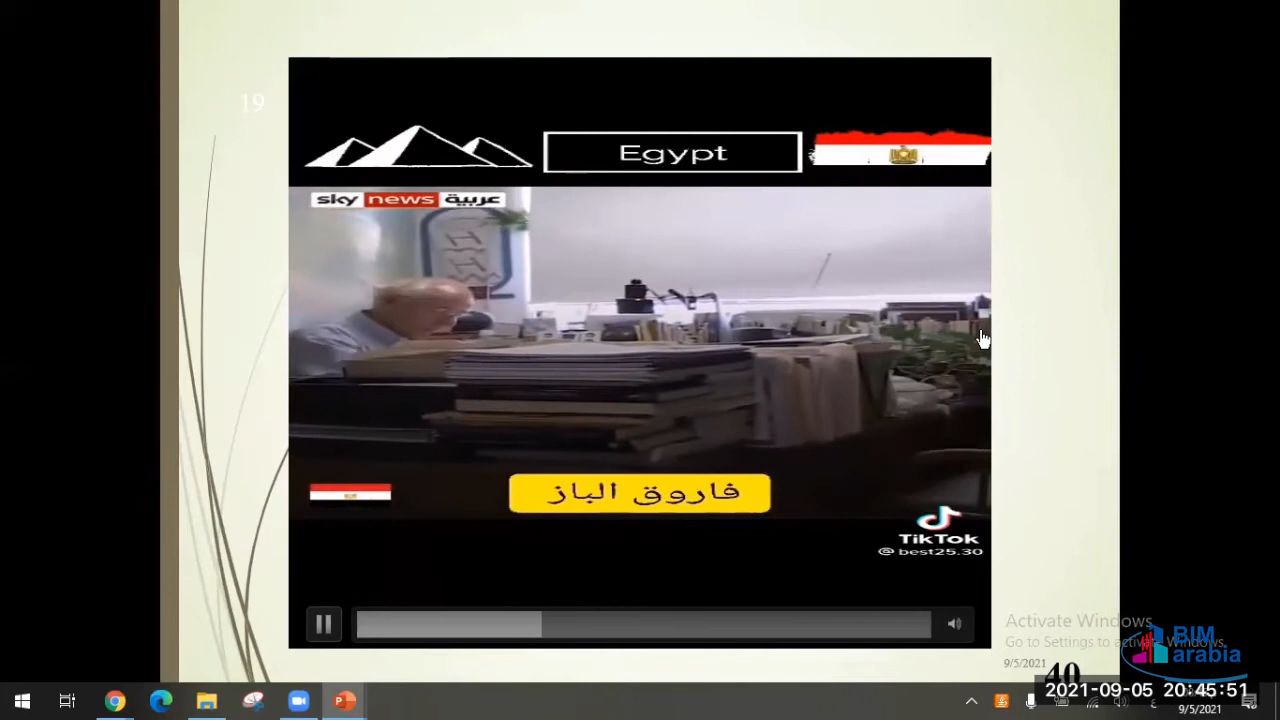 19
Egypt
sky news عربية
فاروق الباز
TikTok
@best25.30
Activate Windows
Go to Settings to activate Windows.
BIM
arabia
9/5/2021
40
2021-09-05 20:45:51
9/5/2021